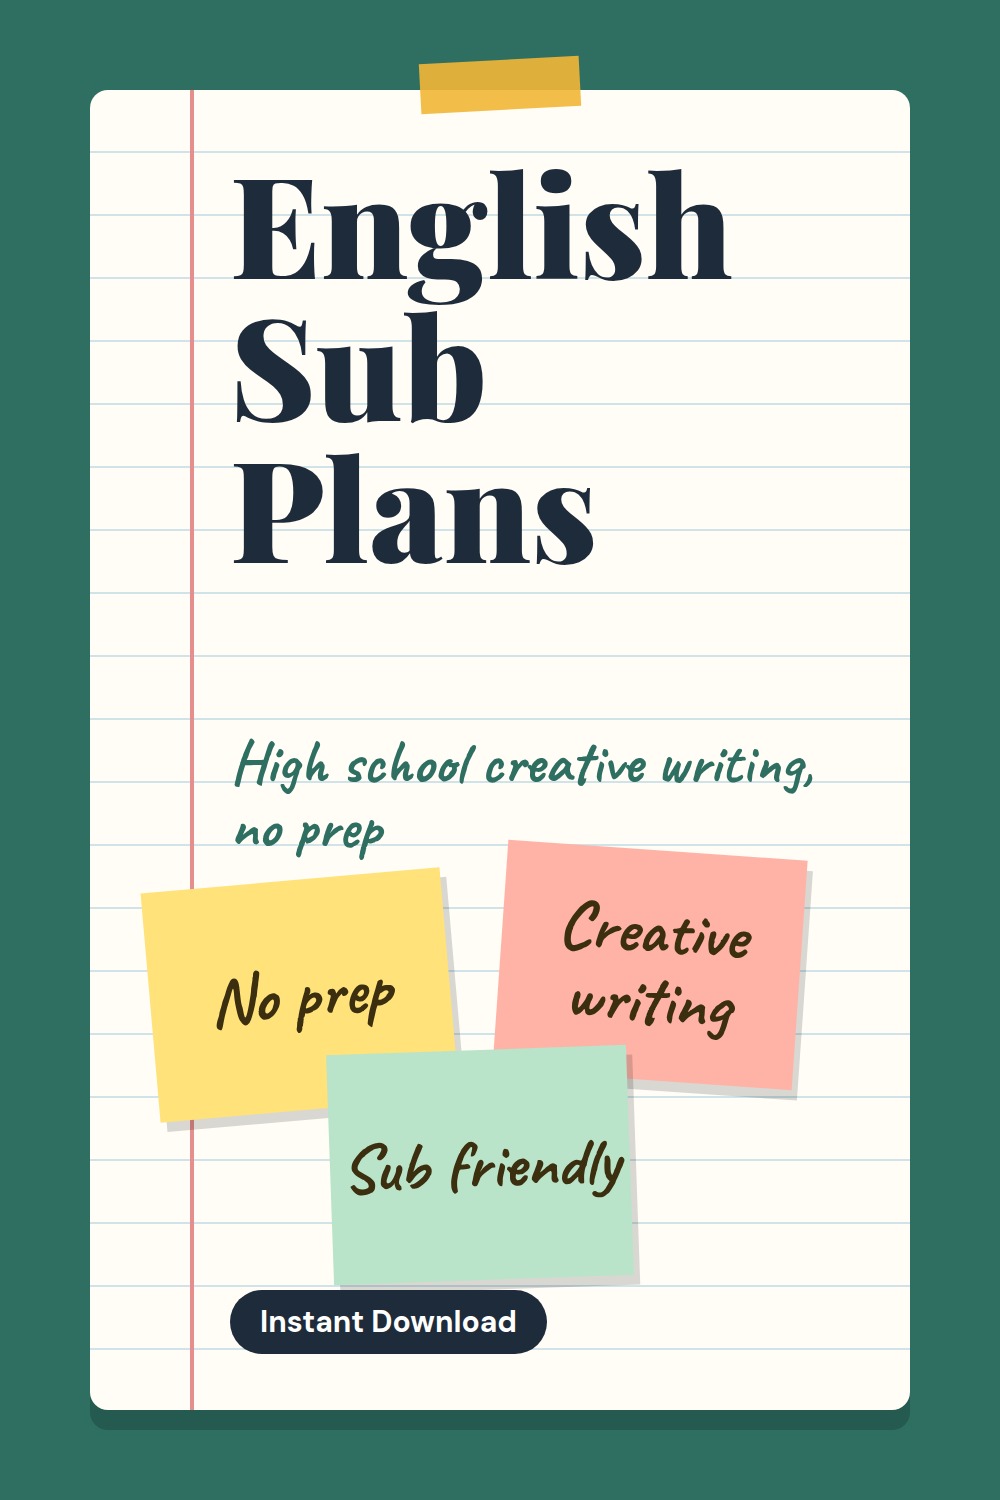 English
Sub
Plans
High school creative writing,
no prep
No prep
Creative
writing
Sub friendly
Instant Download